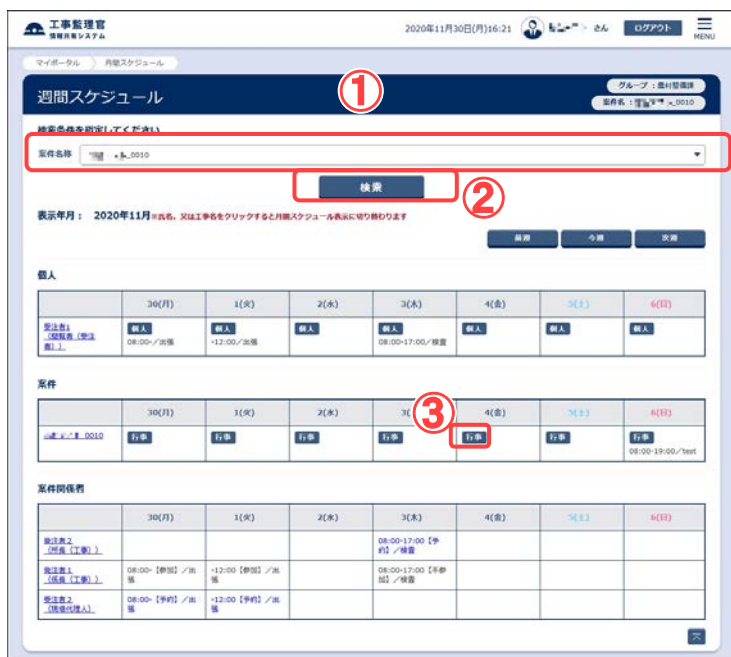 工事監理官
情報共有システム
2020年11月30日(月)16:21
さん
ログアウト
MENU
マイポータル
月間スケジュール
週間スケジュール
①
グループ：農村整備課
案件名：
_0010
検索条件を指定してください
案件名称
_0010
検索
②
表示年月： 2020年11月※氏名、又は工事名をクリックすると月間スケジュール表示に切り替わります
前週 今週 次週
個人
30(月) 1(火) 2(水) 3(木) 4(金) 5(土) 6(日)
受注者1 個人 個人 個人 個人 個人 個人 個人
（閲覧者（受注 08:00-／出張 -12:00／出張 08:00-17:00／検査
者））
案件
③
30(月) 1(火) 2(水) 3( 4(金) 5(土) 6(日)
0010 行事 行事 行事 行事 行事 行事 行事
08:00-19:00／test
案件関係者
30(月) 1(火) 2(水) 3(木) 4(金) 5(土) 6(日)
発注者2 08:00-17:00【予
（所長（工事）） 約】／検査
発注者1 08:00-【参加】／出 -12:00【参加】／出 08:00-17:00【不参
（係長（工事）） 張 張 加】／検査
受注者2 08:00-【予約】／出 -12:00【予約】／出
（現場代理人） 張 張